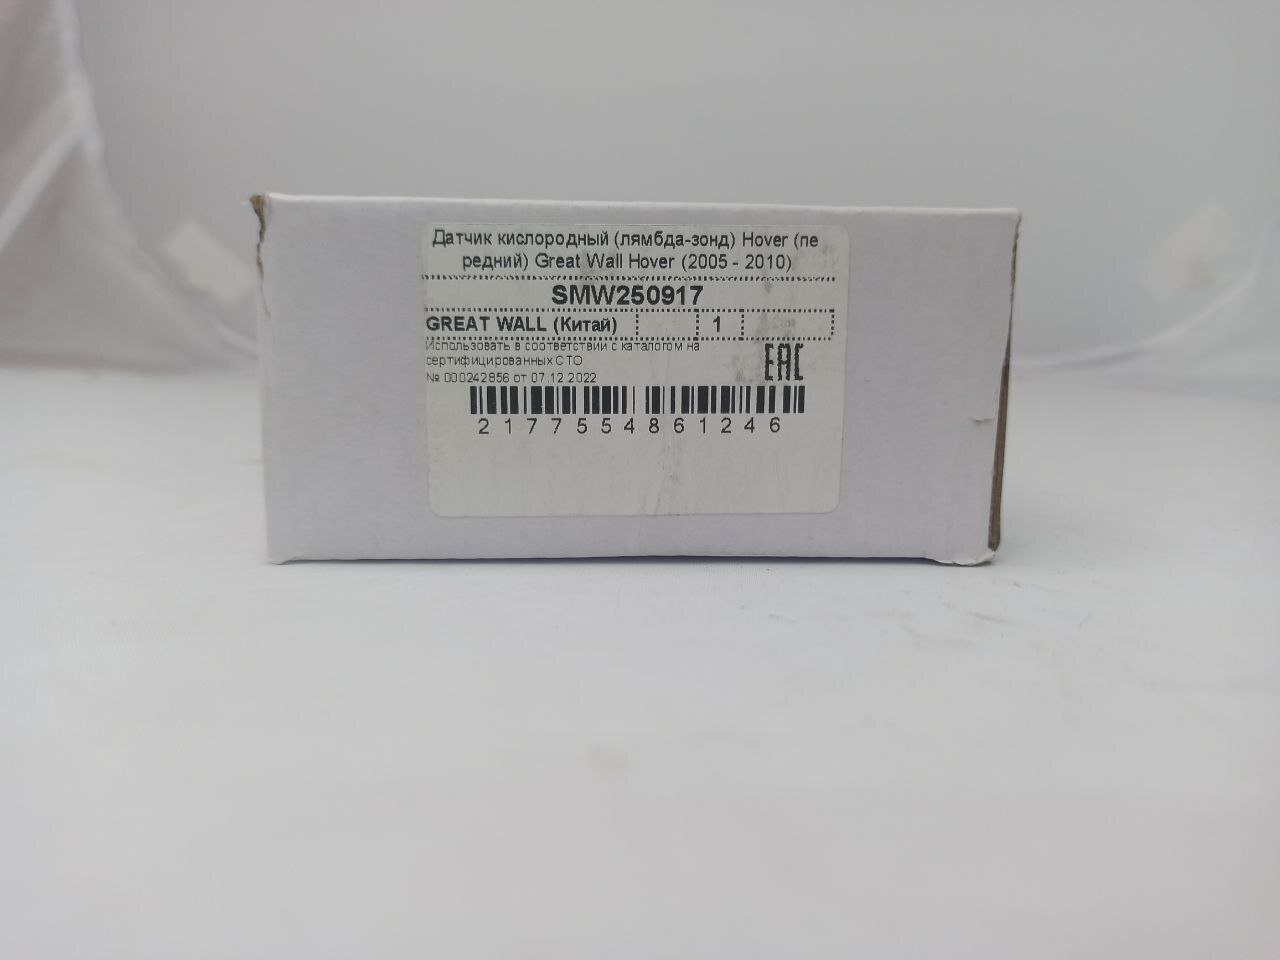 Датчик кислородный (лямбда-зонд) Hover (пе
редний) Great Wall Hover (2005 - 2010)
SMW250917
GREAT WALL (Китай) 1
Использовать в соответствии с каталогом на
сертифицированных СТО
№ 000242856 от 07.12.2022
EAC
2177554861246